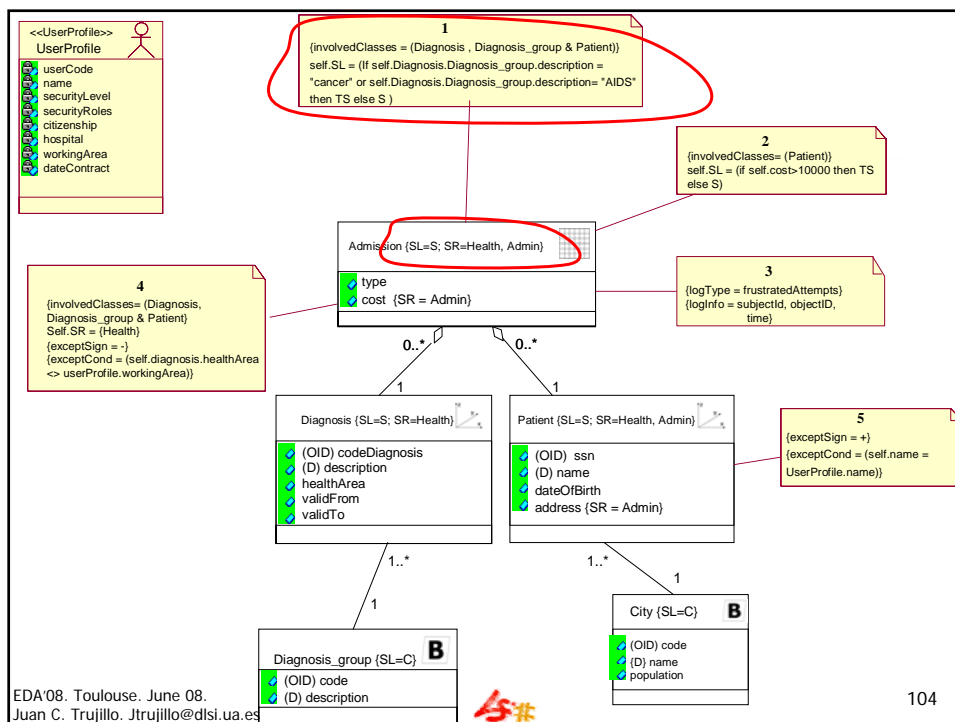 <<UserProfile>>
UserProfile
userCode
name
securityLevel
securityRoles
citizenship
hospital
workingArea
dateContract
1
{involvedClasses = (Diagnosis , Diagnosis_group & Patient)}
self.SL = (If self.Diagnosis.Diagnosis_group.description =
"cancer" or self.Diagnosis.Diagnosis_group.description= "AIDS"
then TS else S )
2
{involvedClasses= (Patient)}
self.SL = (if self.cost>10000 then TS
else S)
Admission {SL=S; SR=Health, Admin}
type
cost {SR = Admin}
3
{logType = frustratedAttempts}
{logInfo = subjectId, objectID,
time}
4
{involvedClasses= (Diagnosis,
Diagnosis_group & Patient}
Self.SR = {Health}
{exceptSign = -}
{exceptCond = (self.diagnosis.healthArea
<> userProfile.workingArea)}
0..*
0..*
1
1
Diagnosis {SL=S; SR=Health}
(OID) codeDiagnosis
(D) description
healthArea
validFrom
validTo
Patient {SL=S; SR=Health, Admin}
(OID) ssn
(D) name
dateOfBirth
address {SR = Admin}
5
{exceptSign = +}
{exceptCond = (self.name =
UserProfile.name)}
1..*
1
1..*
1
Diagnosis_group {SL=C}
B
(OID) code
(D) description
City {SL=C}
B
(OID) code
{D} name
population
EDA'08. Toulouse. June 08.
Juan C. Trujillo. Jtrujillo@dlsi.ua.es
104